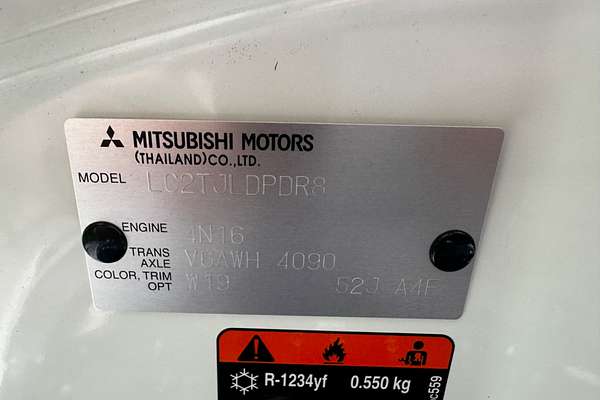 MITSUBISHI MOTORS
(THAILAND)CO.,LTD.
MODEL LC2TJLDPDR8
ENGINE 4N16
TRANS AXLE V6AWH 4090
COLOR, TRIM OPT W19 52J A4F
R-1234yf 0.550 kg
c559